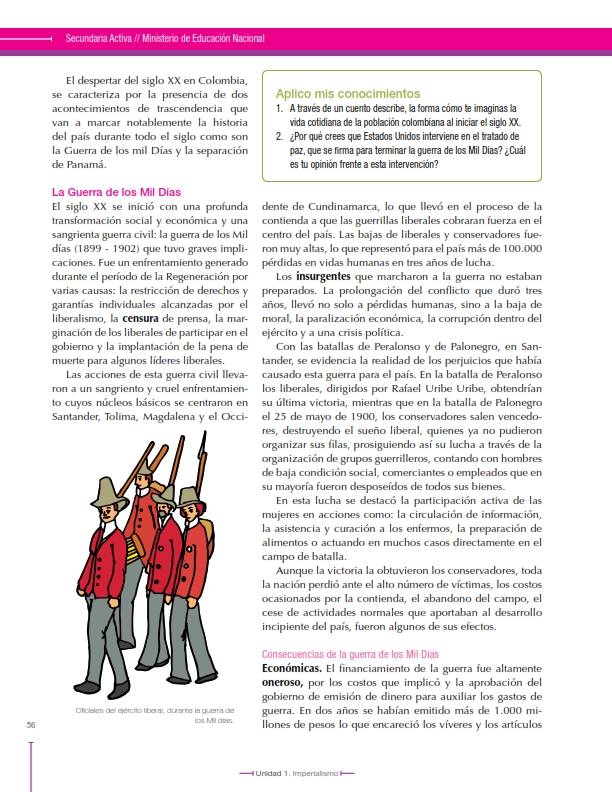 Secundaria Activa // Ministerio de Educación Nacional
El despertar del siglo XX en Colombia,
se caracteriza por la presencia de dos
acontecimientos de trascendencia que
van a marcar notablemente la historia
del país durante todo el siglo como son
la Guerra de los mil Días y la separación
de Panamá.
Aplico mis conocimientos
1. A través de un cuento describe, la forma cómo te imaginas la
vida cotidiana de la población colombiana al iniciar el siglo XX.
2. ¿Por qué crees que Estados Unidos interviene en el tratado de
paz, que se firma para terminar la guerra de los Mil Días? ¿Cuál
es tu opinión frente a esta intervención?
La Guerra de los Mil Días
El siglo XX se inició con una profunda
transformación social y económica y una
sangrienta guerra civil: la guerra de los Mil
días (1899 - 1902) que tuvo graves impli-
caciones. Fue un enfrentamiento generado
durante el período de la Regeneración por
varias causas: la restricción de derechos y
garantías individuales alcanzadas por el
liberalismo, la censura de prensa, la mar-
ginación de los liberales de participar en el
gobierno y la implantación de la pena de
muerte para algunos líderes liberales.
Las acciones de esta guerra civil lleva-
ron a un sangriento y cruel enfrentamien-
to cuyos núcleos básicos se centraron en
Santander, Tolima, Magdalena y el Occi-
Oficiales del ejército liberal, durante la guerra de
los Mil días.
dente de Cundinamarca, lo que llevó en el proceso de la
contienda a que las guerrillas liberales cobraran fuerza en el
centro del país. Las bajas de liberales y conservadores fue-
ron muy altas, lo que representó para el país más de 100.000
pérdidas en vidas humanas en tres años de lucha.
Los insurgentes que marcharon a la guerra no estaban
preparados. La prolongación del conflicto que duró tres
años, llevó no solo a pérdidas humanas, sino a la baja de
moral, la paralización económica, la corrupción dentro del
ejército y a una crisis política.
Con las batallas de Peralonso y de Palonegro, en San-
tander, se evidencia la realidad de los perjuicios que había
causado esta guerra para el país. En la batalla de Peralonso
los liberales, dirigidos por Rafael Uribe Uribe, obtendrían
su última victoria, mientras que en la batalla de Palonegro
el 25 de mayo de 1900, los conservadores salen vencedo-
res, destruyendo el sueño liberal, quienes ya no pudieron
organizar sus filas, prosiguiendo así su lucha a través de la
organización de grupos guerrilleros, contando con hombres
de baja condición social, comerciantes o empleados que en
su mayoría fueron desposeídos de todos sus bienes.
En esta lucha se destacó la participación activa de las
mujeres en acciones como: la circulación de información,
la asistencia y curación a los enfermos, la preparación de
alimentos o actuando en muchos casos directamente en el
campo de batalla.
Aunque la victoria la obtuvieron los conservadores, toda
la nación perdió ante el alto número de víctimas, los costos
ocasionados por la contienda, el abandono del campo, el
cese de actividades normales que aportaban al desarrollo
incipiente del país, fueron algunos de sus efectos.
Consecuencias de la guerra de los Mil Días
Económicas. El financiamiento de la guerra fue altamente
oneroso, por los costos que implicó y la aprobación del
gobierno de emisión de dinero para auxiliar los gastos de
guerra. En dos años se habían emitido más de 1.000 mi-
llones de pesos lo que encareció los víveres y los artículos
56
Unidad 1. Imperialismo